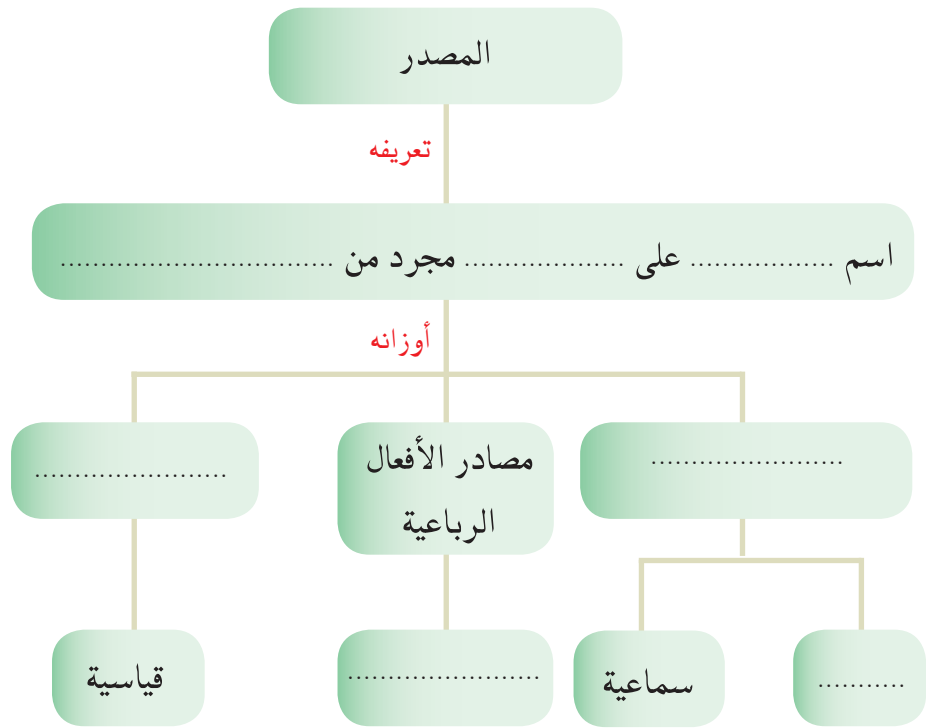 المصدر
تعريفه
اسم ................. على .................... مجرد من ..................................
أوزانه
........................
مصادر الأفعال
الرباعية
........................
...........
سماعية
........................
قياسية